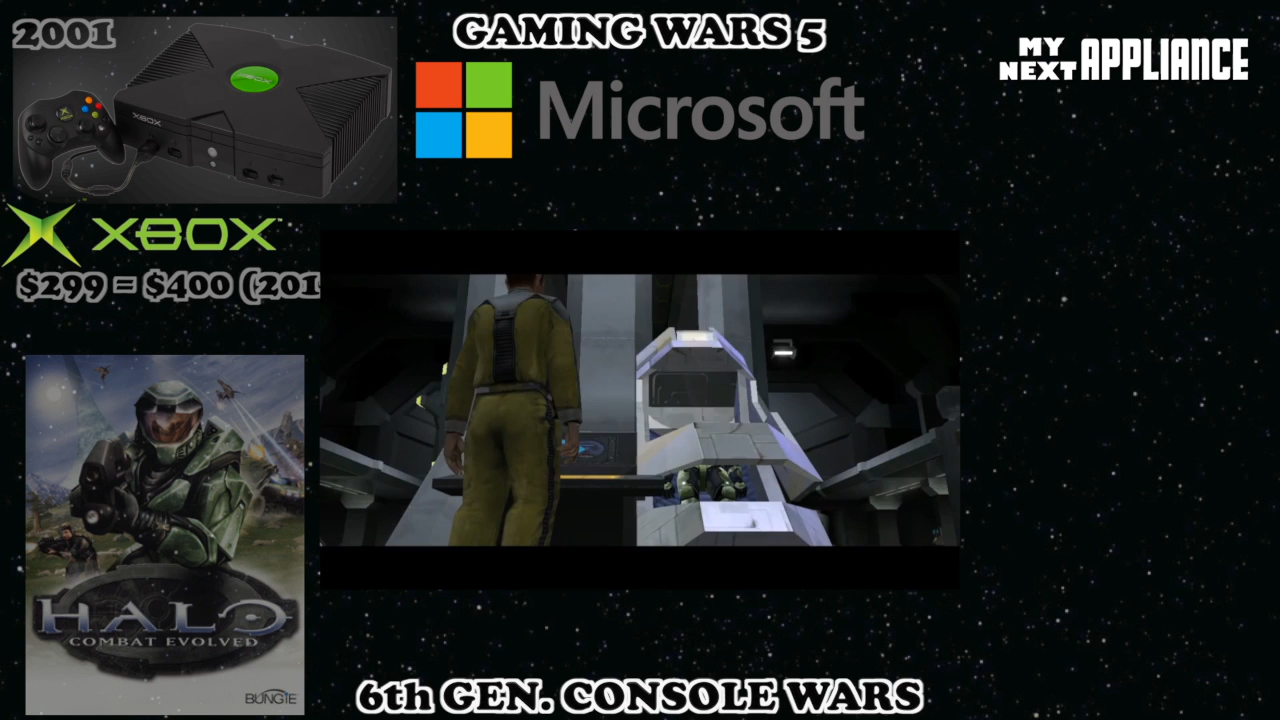 2001
GAMING WARS 5
MY
NEXT APPLIANCE
Microsoft
XBOX
XBOX
XBOX
$299 = $400 (201
HALO
COMBAT EVOLVED
BUNGIE
6th GEN. CONSOLE WARS